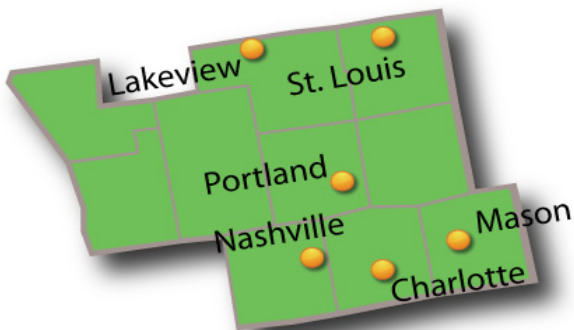 Lakeview
St. Louis
Portland
Nashville
Mason
Charlotte